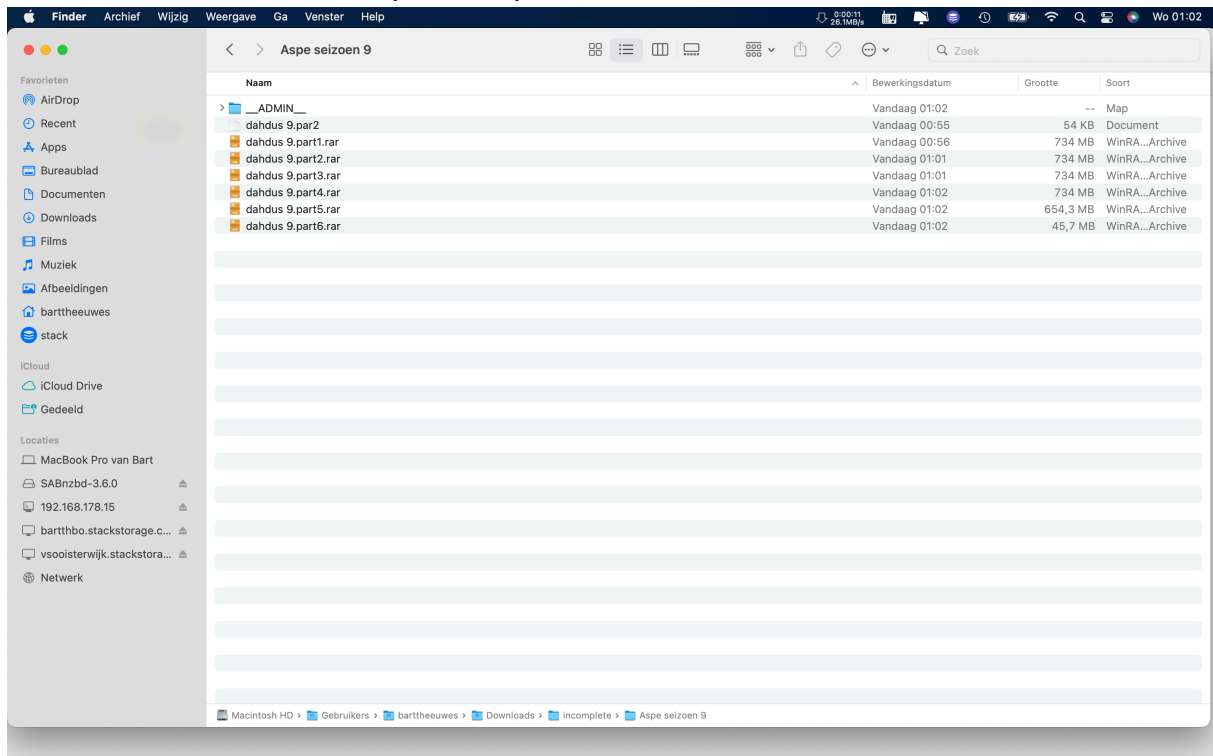 Finder Archief Wijzig Weergave Ga Venster Help 0:00:11 26.1MB/s Wo 01:02
Aspe seizoen 9 Zoek
Favorieten
AirDrop
Recent
Apps
Bureaublad
Documenten
Downloads
Films
Muziek
Afbeeldingen
barttheeuwes
stack
iCloud
iCloud Drive
Gedeeld
Locaties
MacBook Pro van Bart
SABnzbd-3.6.0
192.168.178.15
bartthbo.stackstorage.c...
vsooisterwijk.stackstora...
Netwerk
Naam Bewerkingsdatum Grootte Soort
__ADMIN__ Vandaag 01:02 -- Map
dahdus 9.par2 Vandaag 00:55 54 KB Document
dahdus 9.part1.rar Vandaag 00:56 734 MB WinRA...Archive
dahdus 9.part2.rar Vandaag 01:01 734 MB WinRA...Archive
dahdus 9.part3.rar Vandaag 01:01 734 MB WinRA...Archive
dahdus 9.part4.rar Vandaag 01:02 734 MB WinRA...Archive
dahdus 9.part5.rar Vandaag 01:02 654,3 MB WinRA...Archive
dahdus 9.part6.rar Vandaag 01:02 45,7 MB WinRA...Archive
Macintosh HD › Gebruikers › barttheeuwes › Downloads › incomplete › Aspe seizoen 9